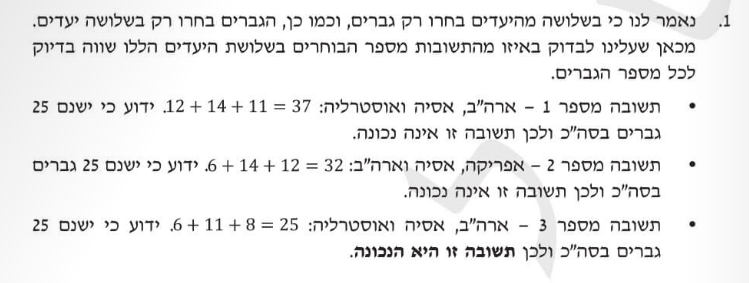 1. נאמר לנו כי בשלושה מהיעדים בחרו רק גברים, וכמו כן, הגברים בחרו רק בשלושה יעדים.
מכאן שעלינו לבדוק באיזו מהתשובות מספר הבוחרים בשלושת היעדים הללו שווה בדיוק
לכל מספר הגברים.
• תשובה מספר 1 – ארה"ב, אסיה ואוסטרליה: 12 + 14 + 11 = 37. ידוע כי ישנם 25
גברים בסה"כ ולכן תשובה זו אינה נכונה.
• תשובה מספר 2 – אפריקה, אסיה וארה"ב: 6 + 14 + 12 = 32. ידוע כי ישנם 25 גברים
בסה"כ ולכן תשובה זו אינה נכונה.
• תשובה מספר 3 – ארה"ב, אסיה ואוסטרליה: 6 + 11 + 8 = 25. ידוע כי ישנם 25
גברים בסה"כ ולכן תשובה זו היא הנכונה.